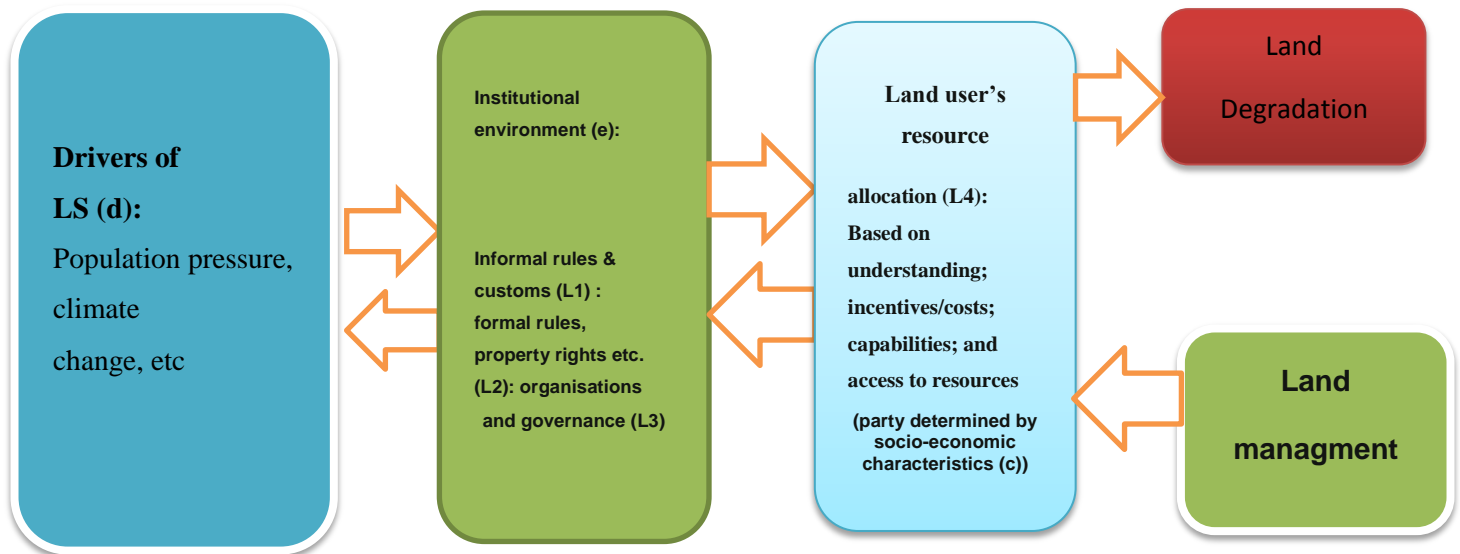 Drivers of
LS (d):
Population pressure,
climate
change, etc
Institutional
environment (e):
Informal rules &
customs (L1) :
formal rules,
property rights etc.
(L2): organisations
and governance (L3)
Land user’s
resource
allocation (L4):
Based on
understanding;
incentives/costs;
capabilities; and
access to resources
(party determined by
socio-economic
characteristics (c))
Land
Degradation
Land
managment